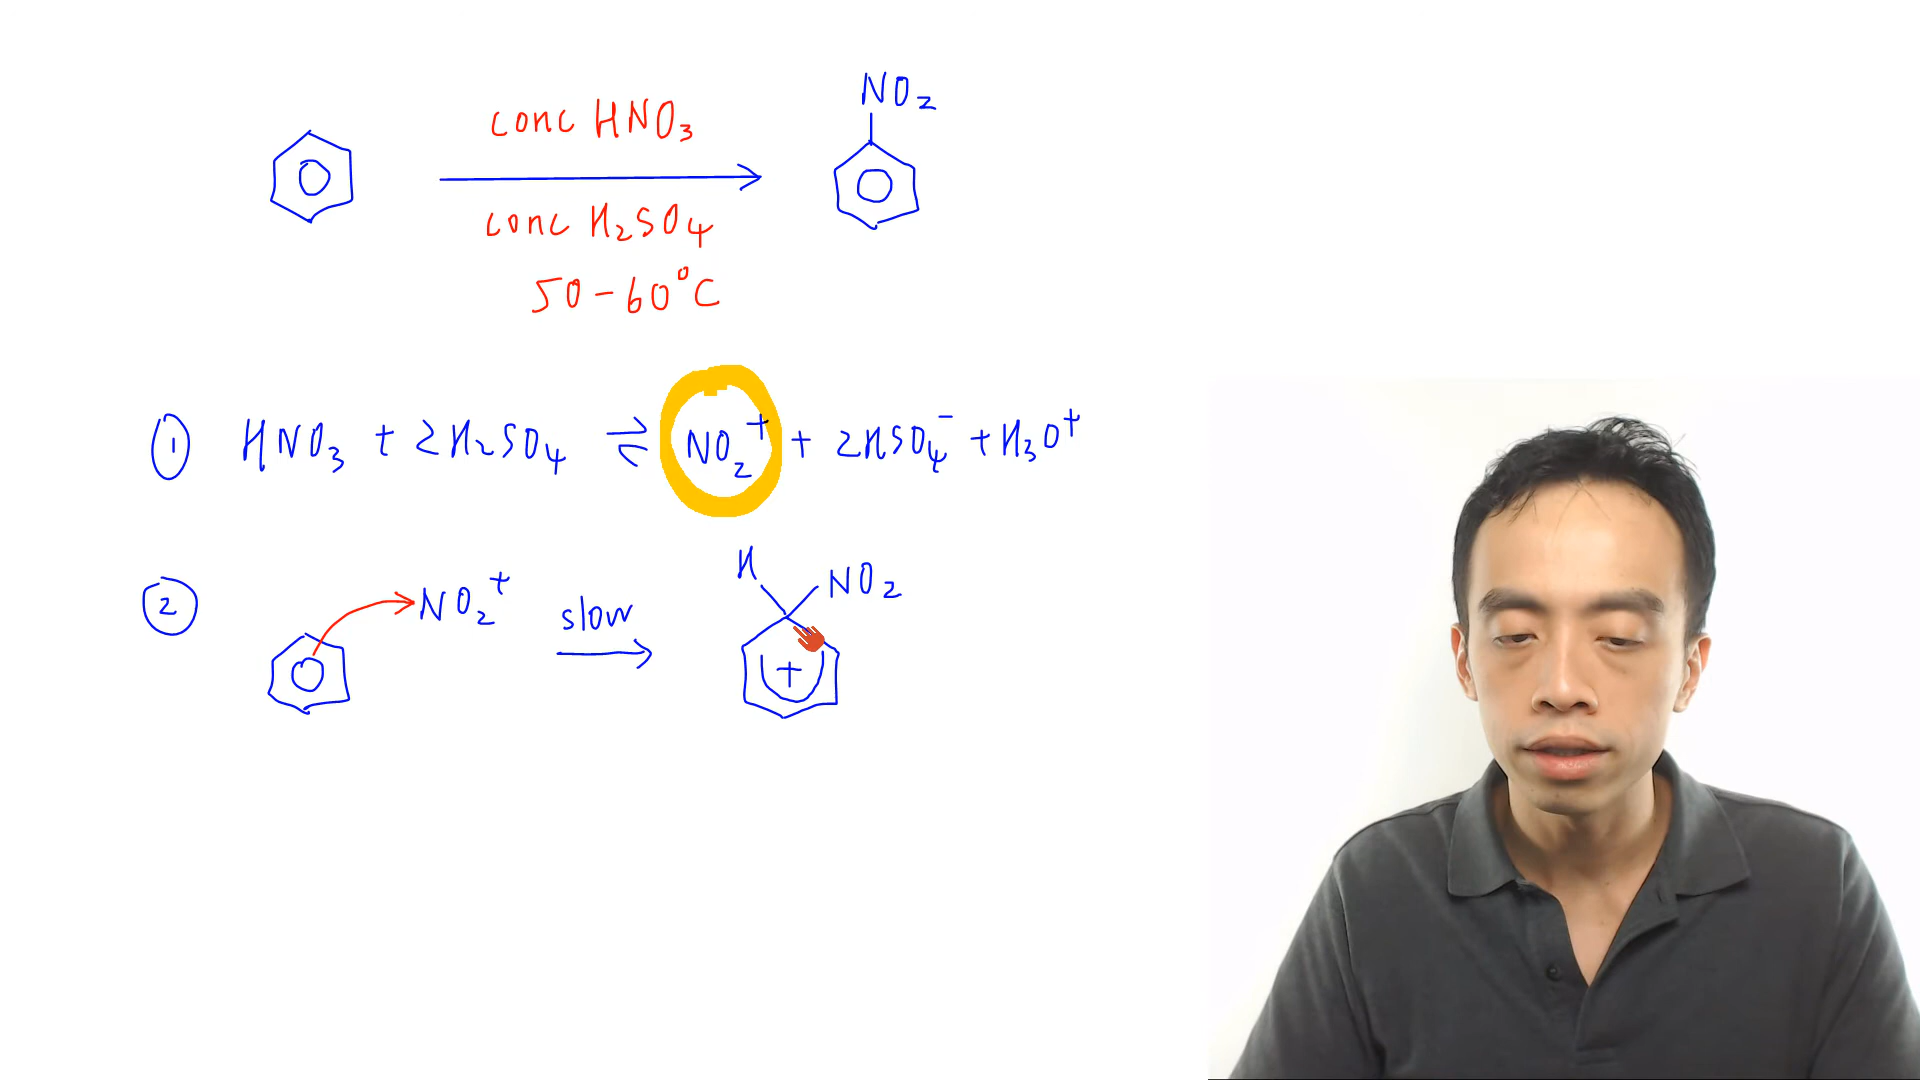 NO₂
conc HNO₃
conc H₂SO₄
50-60°C
① HNO₃ + 2H₂SO₄ ⇌ NO₂⁺ + 2HSO₄⁻ + H₃O⁺
② NO₂⁺ slow H NO₂
+